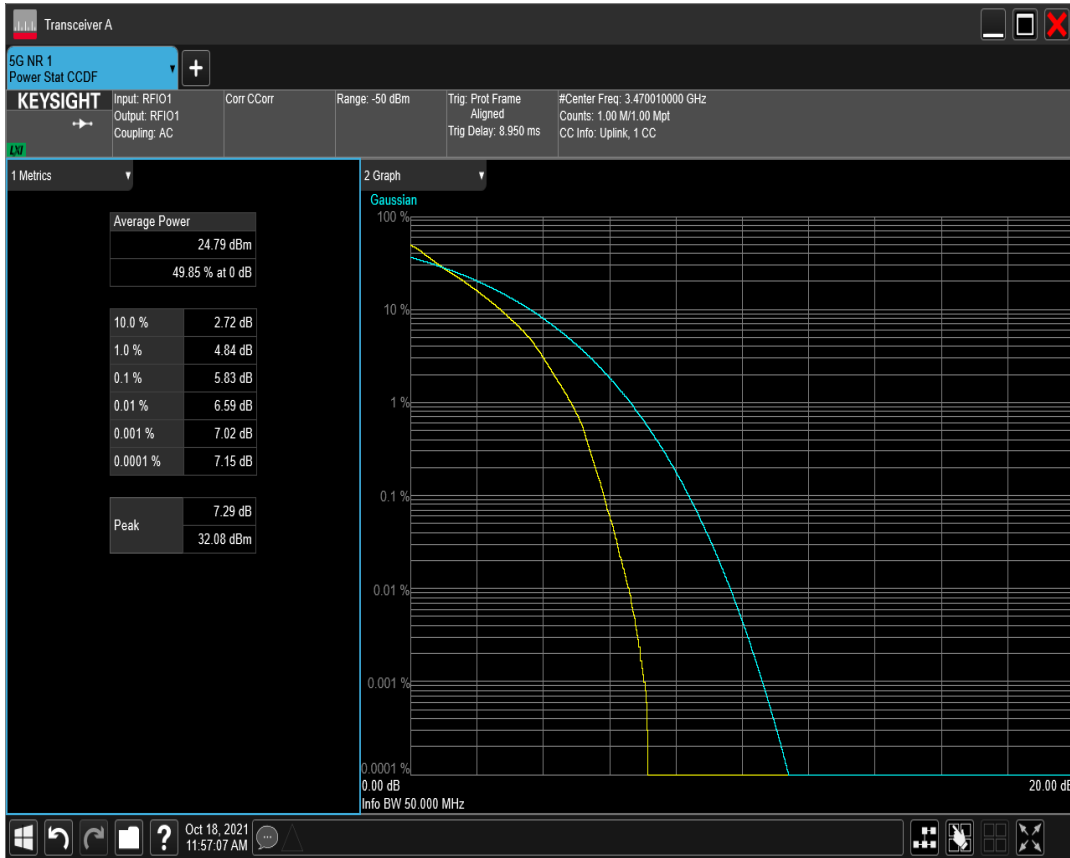 Transceiver A
5G NR 1
Power Stat CCDF
+
KEYSIGHT
LXI
Input: RFIO1
Output: RFIO1
Coupling: AC
Corr CCorr
Range: -50 dBm
Trig: Prot Frame
Aligned
Trig Delay: 8.950 ms
#Center Freq: 3.470010000 GHz
Counts: 1.00 M/1.00 Mpt
CC Info: Uplink, 1 CC
1 Metrics
Average Power
24.79 dBm
49.85 % at 0 dB
10.0 % 2.72 dB
1.0 % 4.84 dB
0.1 % 5.83 dB
0.01 % 6.59 dB
0.001 % 7.02 dB
0.0001 % 7.15 dB
Peak
7.29 dB
32.08 dBm
2 Graph
Gaussian
100 %
10 %
1 %
0.1 %
0.01 %
0.001 %
0.0001 %
0.00 dB
20.00 dB
Info BW 50.000 MHz
?
Oct 18, 2021
11:57:07 AM